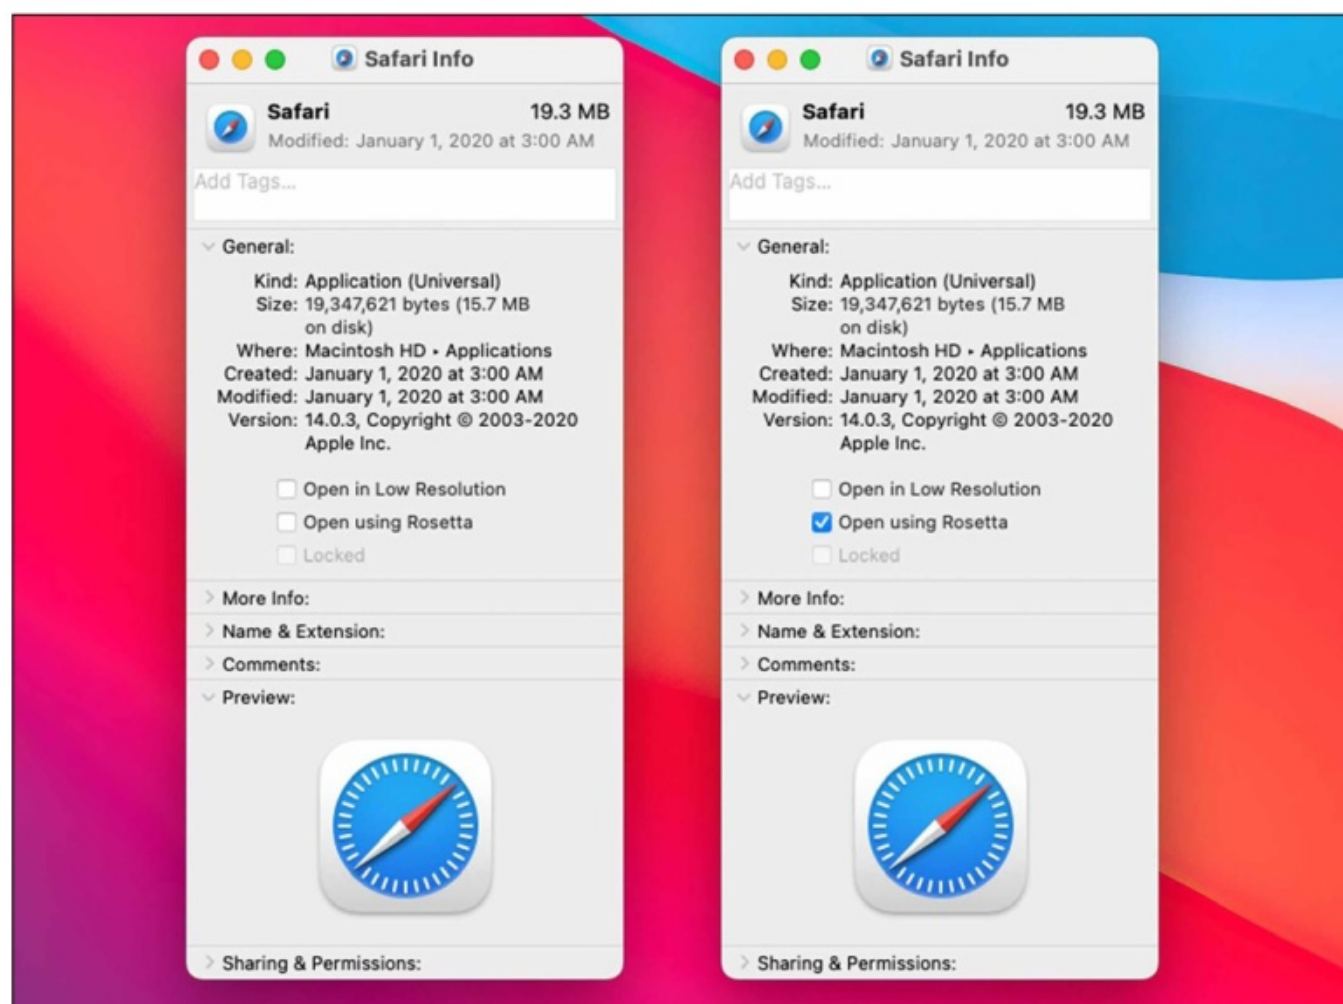 Safari Info
Safari 19.3 MB
Modified: January 1, 2020 at 3:00 AM
Add Tags...
General:
Kind: Application (Universal)
Size: 19,347,621 bytes (15.7 MB
on disk)
Where: Macintosh HD ‣ Applications
Created: January 1, 2020 at 3:00 AM
Modified: January 1, 2020 at 3:00 AM
Version: 14.0.3, Copyright © 2003-2020
Apple Inc.
Open in Low Resolution
Open using Rosetta
Locked
More Info:
Name & Extension:
Comments:
Preview:
Sharing & Permissions:
Safari Info
Safari 19.3 MB
Modified: January 1, 2020 at 3:00 AM
Add Tags...
General:
Kind: Application (Universal)
Size: 19,347,621 bytes (15.7 MB
on disk)
Where: Macintosh HD ‣ Applications
Created: January 1, 2020 at 3:00 AM
Modified: January 1, 2020 at 3:00 AM
Version: 14.0.3, Copyright © 2003-2020
Apple Inc.
Open in Low Resolution
Open using Rosetta
Locked
More Info:
Name & Extension:
Comments:
Preview:
Sharing & Permissions: